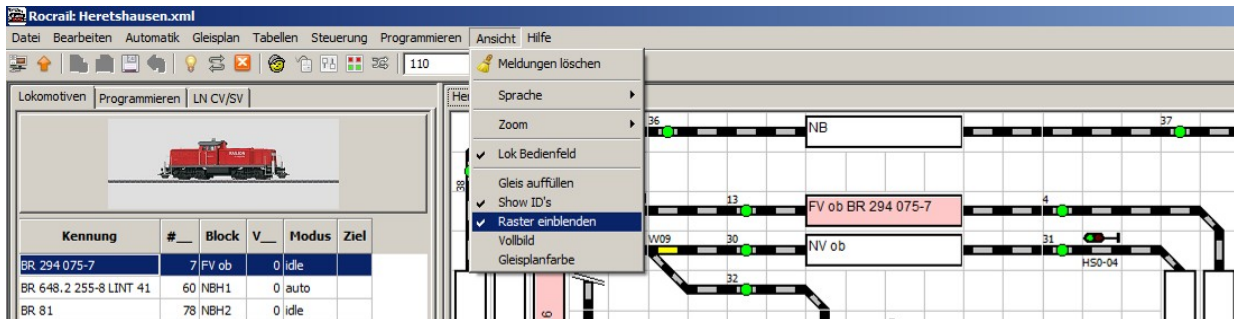 Rocrail: Heretshausen.xml
Datei Bearbeiten Automatik Gleisplan Tabellen Steuerung Programmieren Ansicht Hilfe
110
Meldungen löschen
Sprache
Zoom
Lok Bedienfeld
Gleis auffüllen
Show ID's
Raster einblenden
Vollbild
Gleisplanfarbe
Lokomotiven Programmieren LN CV/SV
Kennung #__ Block V__ Modus Ziel
BR 294 075-7 7 FV ob 0 idle
BR 648.2 255-8 LINT 41 60 NBH1 0 auto
BR 81 78 NBH2 0 idle
36 NB 37
38
13 FV ob BR 294 075-7 4
W09 30 NV ob 31
HS0-04
32